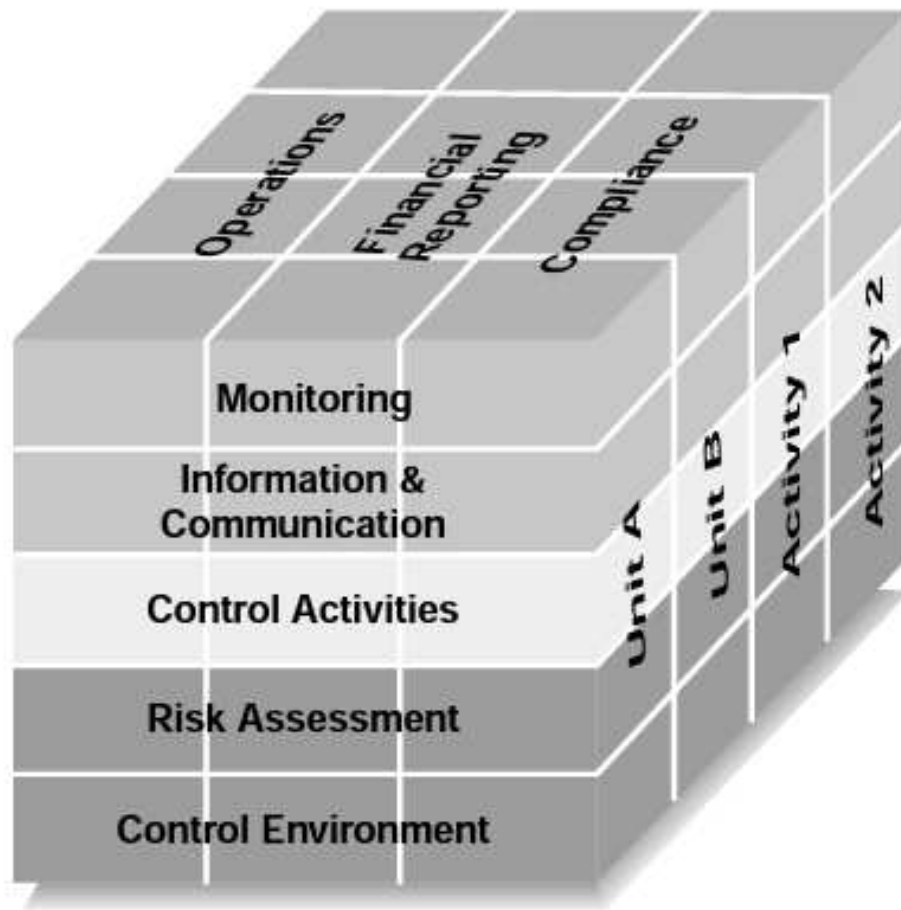 Operations
Financial
Reporting
Compliance
Monitoring
Information &
Communication
Control Activities
Risk Assessment
Control Environment
Unit A
Unit B
Activity 1
Activity 2